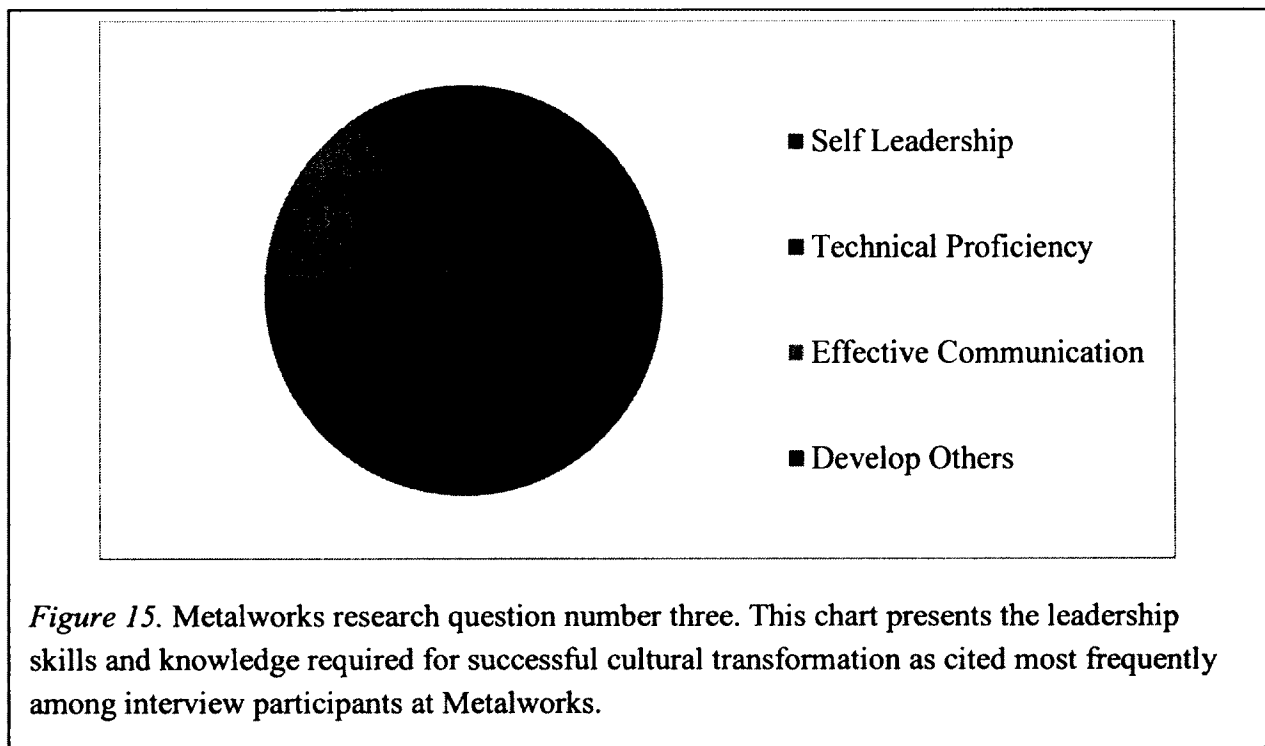 Self Leadership
Technical Proficiency
Effective Communication
Develop Others
Figure 15. Metalworks research question number three. This chart presents the leadership
skills and knowledge required for successful cultural transformation as cited most frequently
among interview participants at Metalworks.